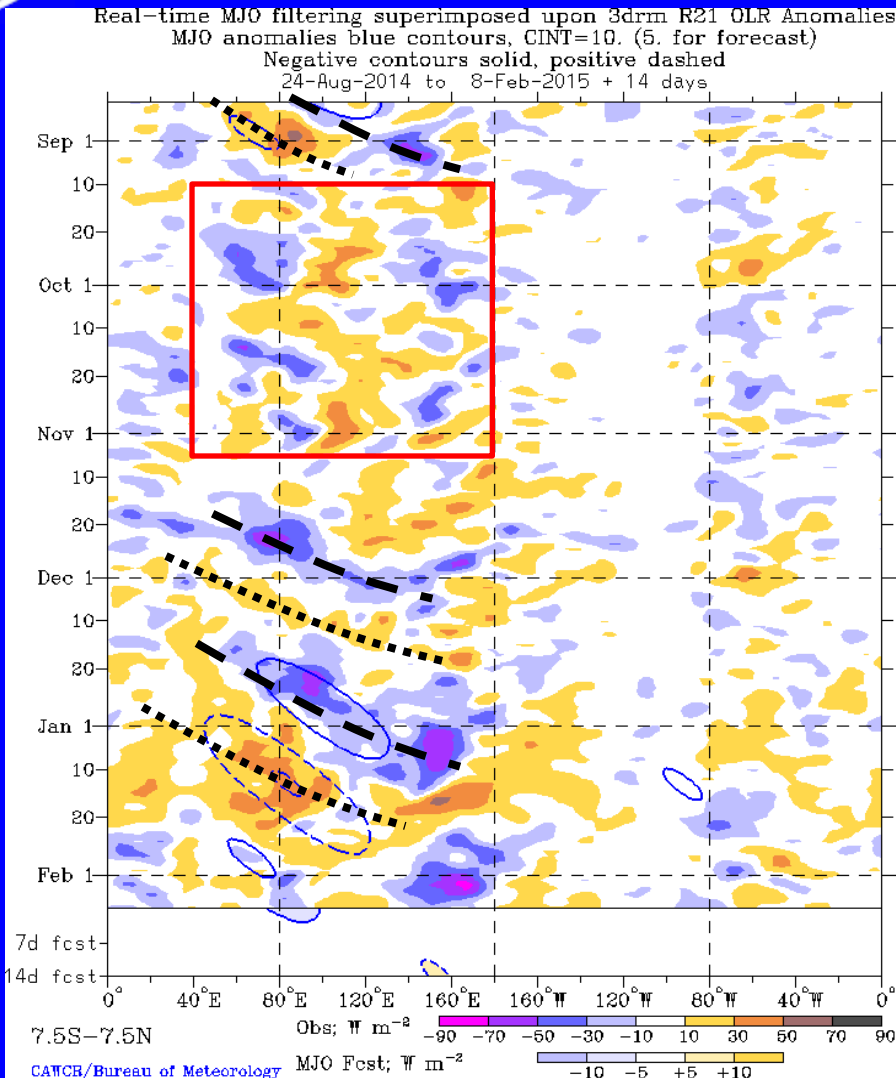 Real-time MJO filtering superimposed upon 3drm R21 OLR Anomalies
MJO anomalies blue contours, CINT=10. (5. for forecast)
Negative contours solid, positive dashed
24-Aug-2014 to 8-Feb-2015 + 14 days
Sep 1
10
20
Oct 1
10
20
Nov 1
10
20
Dec 1
10
20
Jan 1
10
20
Feb 1
7d fcst
14d fcst
0° 40°E 80°E 120°E 160°E 160°W 120°W 80°W 40°W 0°
7.5S-7.5N
Obs; W m-2 -90 -70 -50 -30 -10 10 30 50 70 90
CAWCR/Bureau of Meteorology MJO Fcst; W m-2
-10 -5 +5 +10